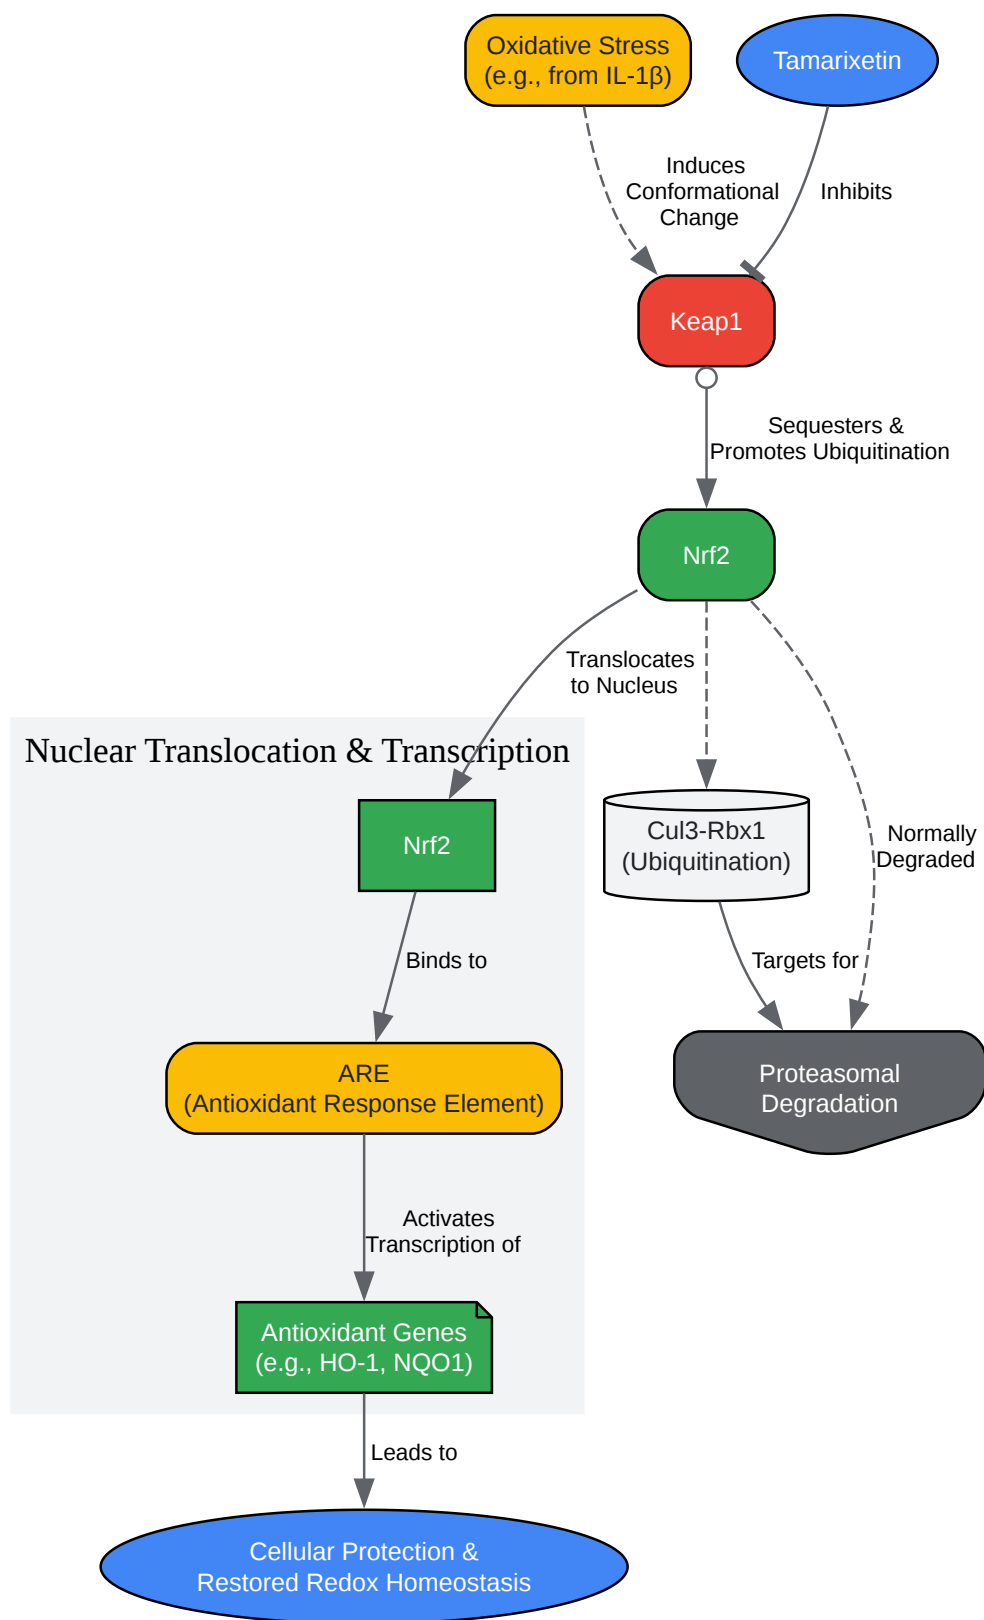 Oxidative Stress
(e.g., from IL-1β)
Tamarixetin
Induces
Conformational
Change
Inhibits
Keap1
Sequesters &
Promotes Ubiquitination
Nrf2
Translocates
to Nucleus
Nuclear Translocation & Transcription
Nrf2
Cul3-Rbx1
(Ubiquitination)
Normally
Degraded
Binds to
Targets for
ARE
(Antioxidant Response Element)
Proteasomal
Degradation
Activates
Transcription of
Antioxidant Genes
(e.g., HO-1, NQO1)
Leads to
Cellular Protection &
Restored Redox Homeostasis